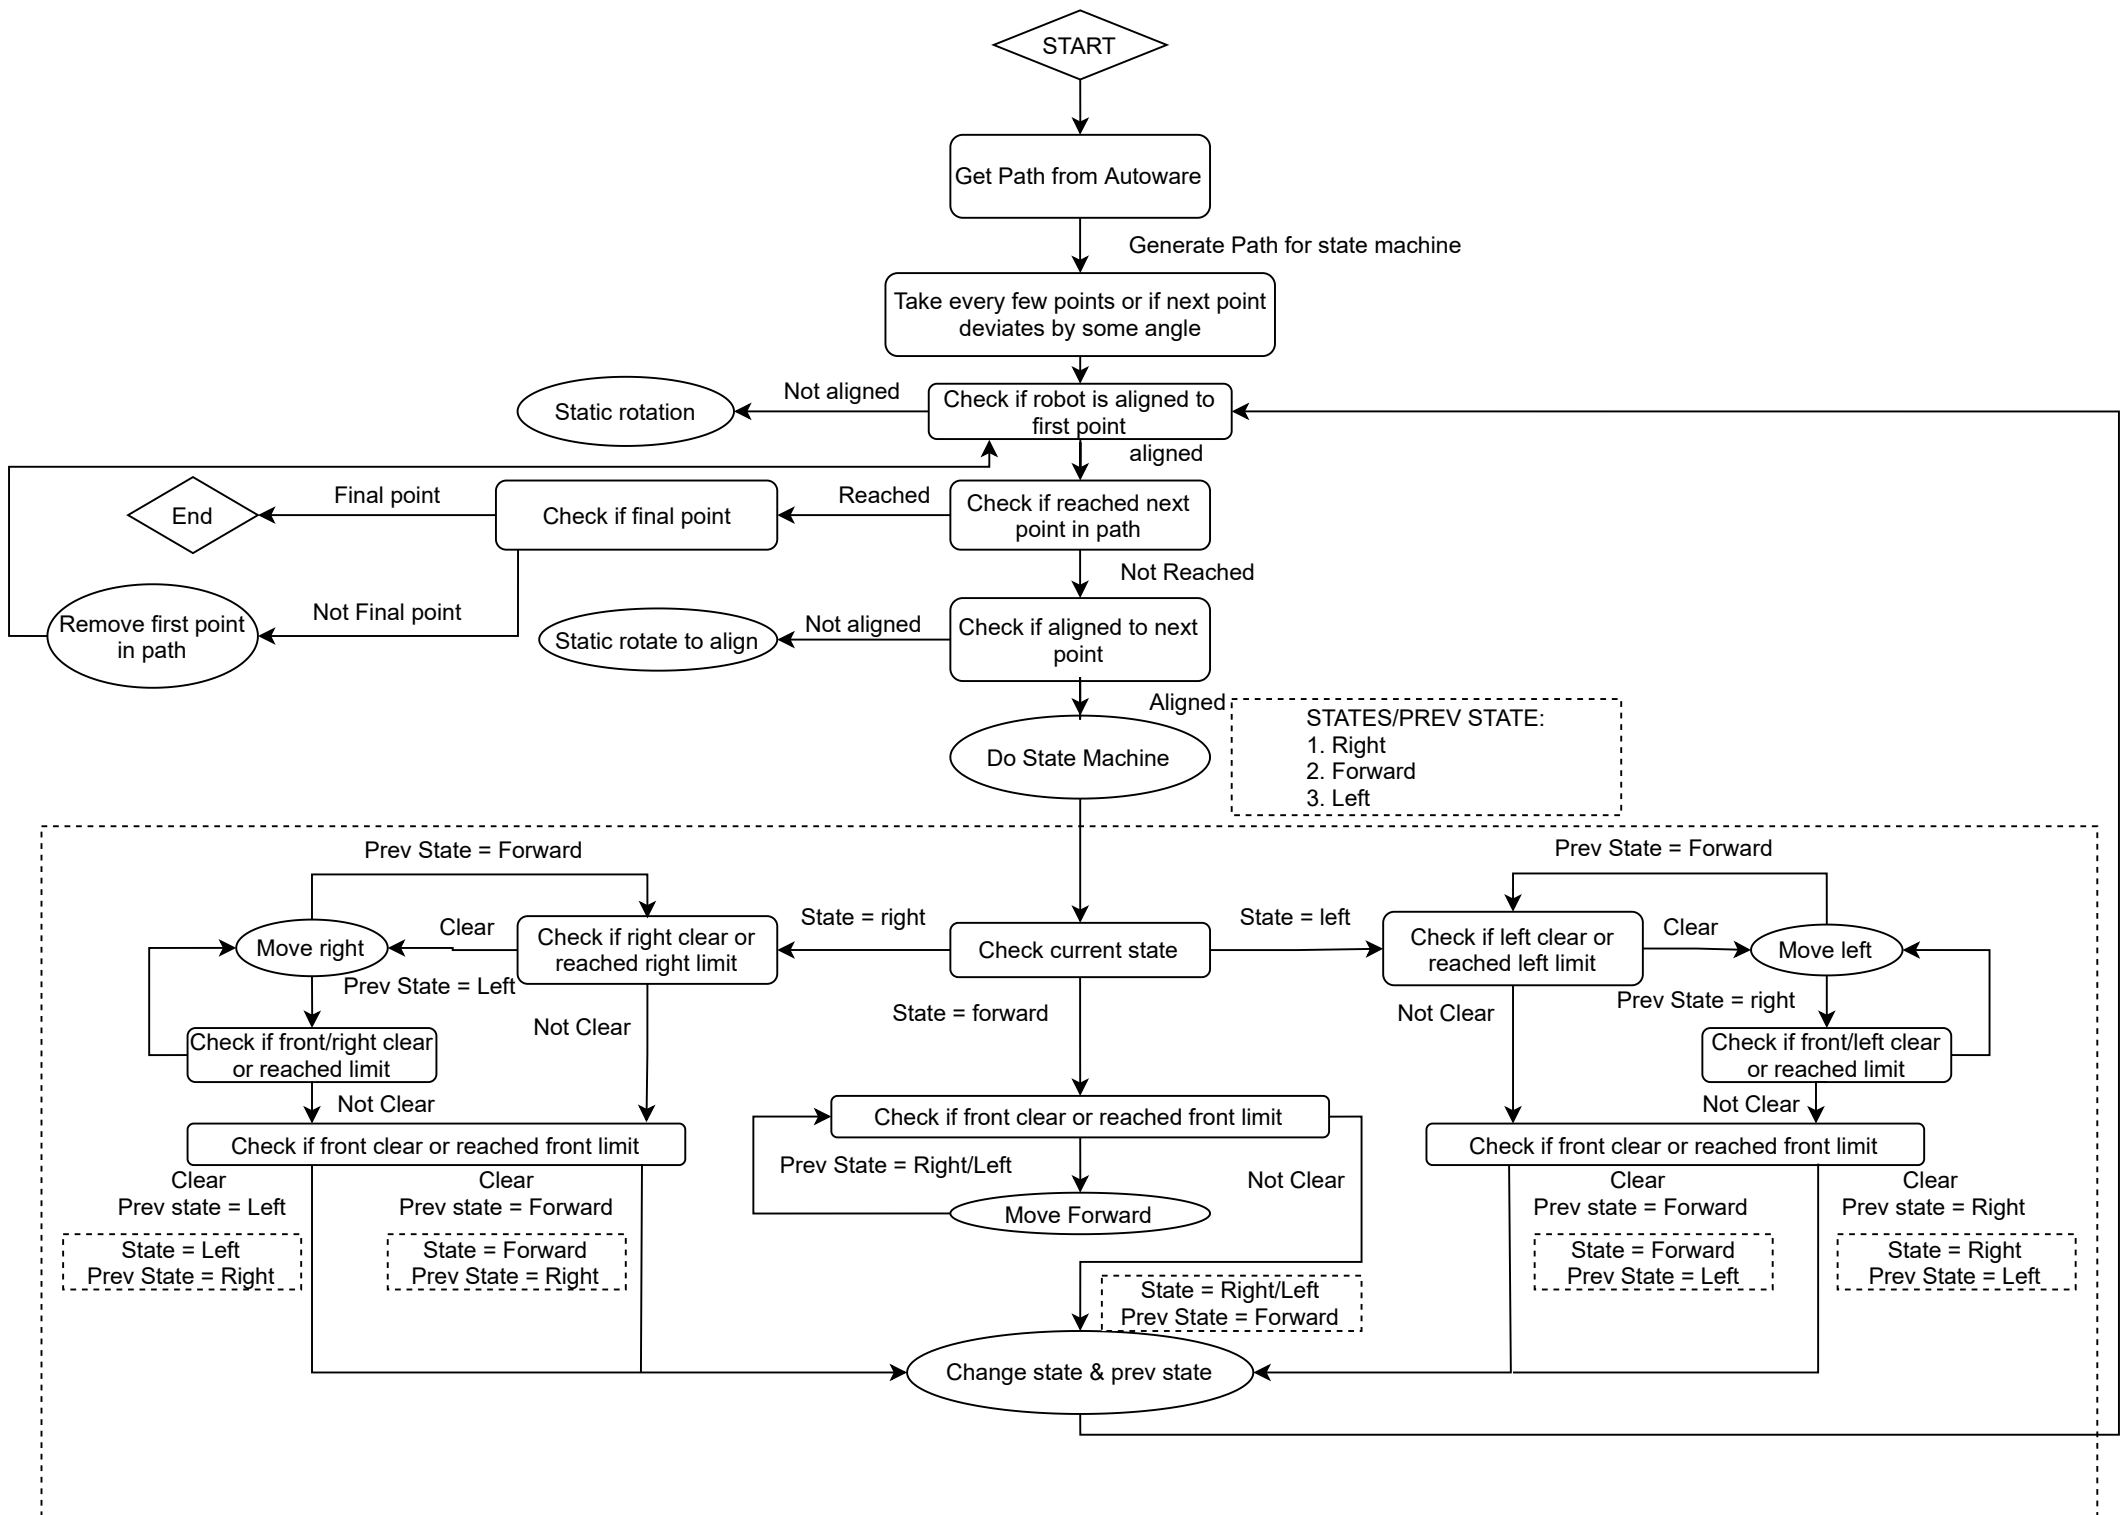 START
Get Path from Autoware
Generate Path for state machine
Take every few points or if next point
deviates by some angle
Not aligned
Static rotation
Check if robot is aligned to
first point
aligned
Final point
Reached
End
Check if final point
Check if reached next
point in path
Not Reached
Not Final point
Remove first point
in path
Not aligned
Static rotate to align
Check if aligned to next
point
Aligned
Do State Machine
STATES/PREV STATE:
1. Right
2. Forward
3. Left
Prev State = Forward
Prev State = Forward
Move right
Clear
Check if right clear or
reached right limit
State = right
Check current state
State = left
Check if left clear or
reached left limit
Clear
Move left
Prev State = Left
Not Clear
State = forward
Not Clear
Prev State = right
Check if front/right clear
or reached limit
Check if front/left clear
or reached limit
Not Clear
Not Clear
Check if front clear or reached front limit
Check if front clear or reached front limit
Check if front clear or reached front limit
Prev State = Right/Left
Not Clear
Move Forward
Clear
Prev state = Left
Clear
Prev state = Forward
Clear
Prev state = Forward
Clear
Prev state = Right
State = Left
Prev State = Right
State = Forward
Prev State = Right
State = Forward
Prev State = Left
State = Right
Prev State = Left
State = Right/Left
Prev State = Forward
Change state & prev state